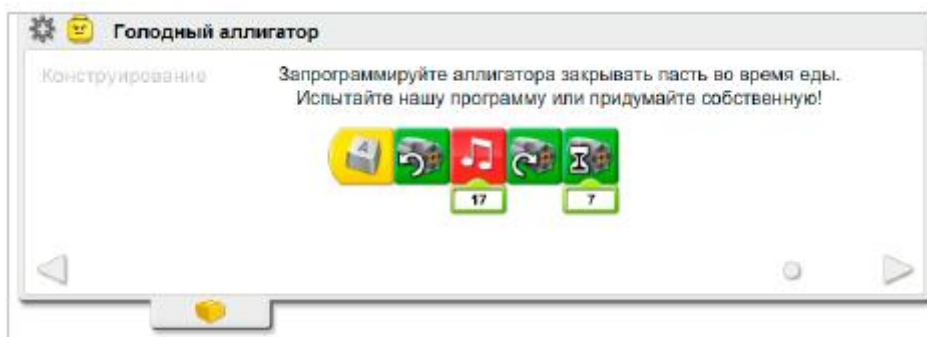 Голодный аллигатор
Конструирование
Запрограммируйте аллигатора закрывать пасть во время еды.
Испытайте нашу программу или придумайте собственную!
A
17
7